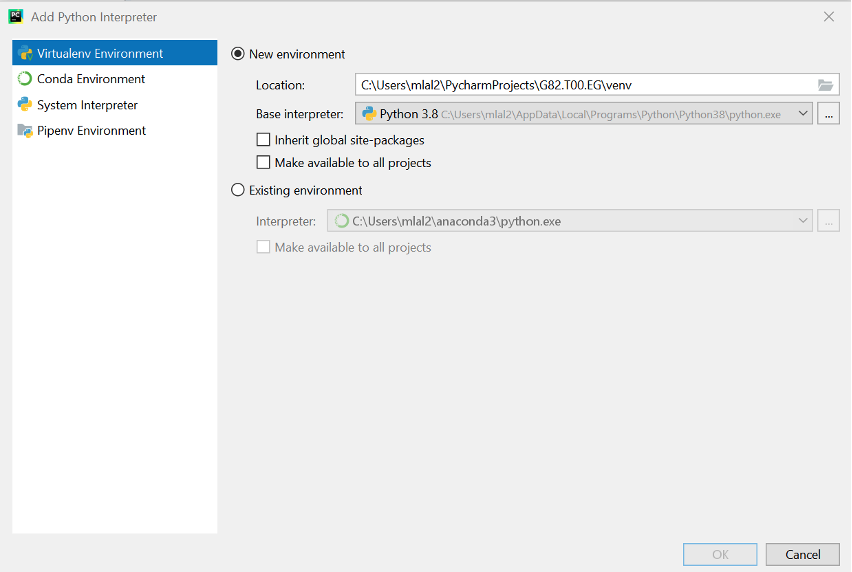 Add Python Interpreter
Virtualenv Environment
Conda Environment
System Interpreter
Pipenv Environment
New environment
Location: C:\Users\mlal2\PycharmProjects\G82.T00.EG\venv
Base interpreter: Python 3.8 C:\Users\mlal2\AppData\Local\Programs\Python\Python38\python.exe ...
Inherit global site-packages
Make available to all projects
Existing environment
Interpreter: C:\Users\mlal2\anaconda3\python.exe ...
Make available to all projects
OK Cancel